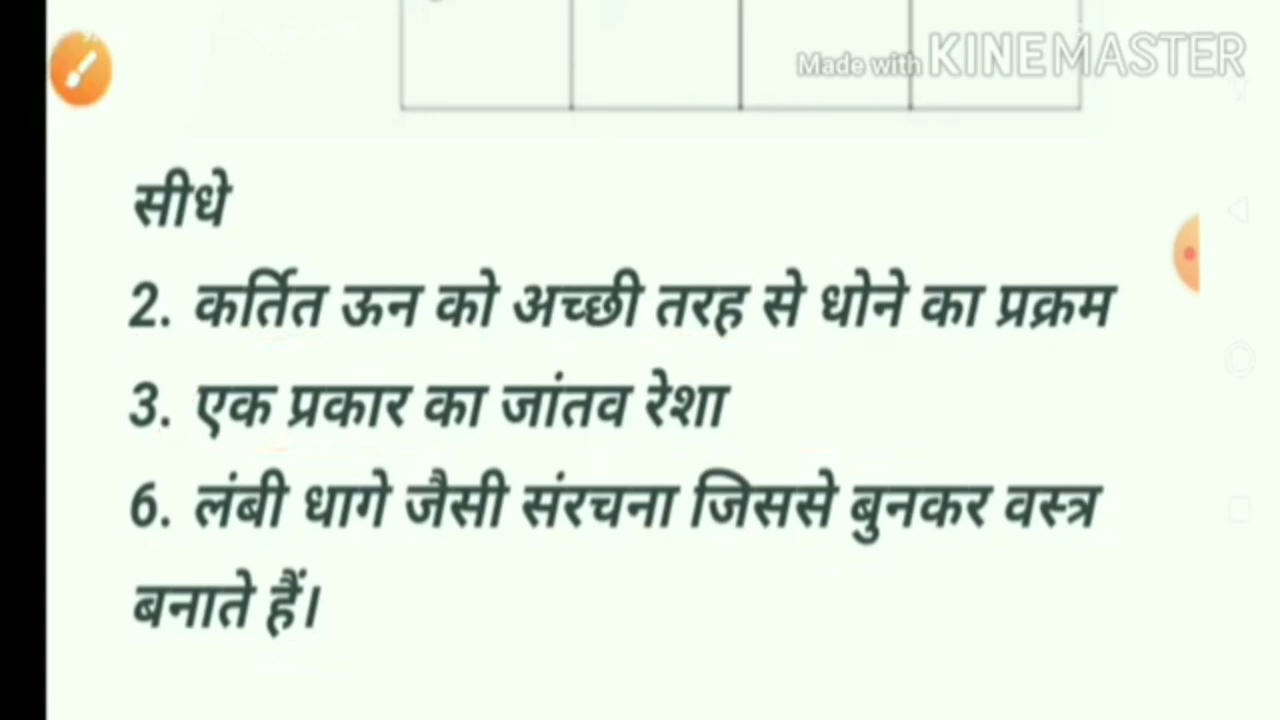 Made with KINEMASTER
सीधे
2. कर्तित ऊन को अच्छी तरह से धोने का प्रक्रम
3. एक प्रकार का जांतव रेशा
6. लंबी धागे जैसी संरचना जिससे बुनकर वस्त्र
बनाते हैं।